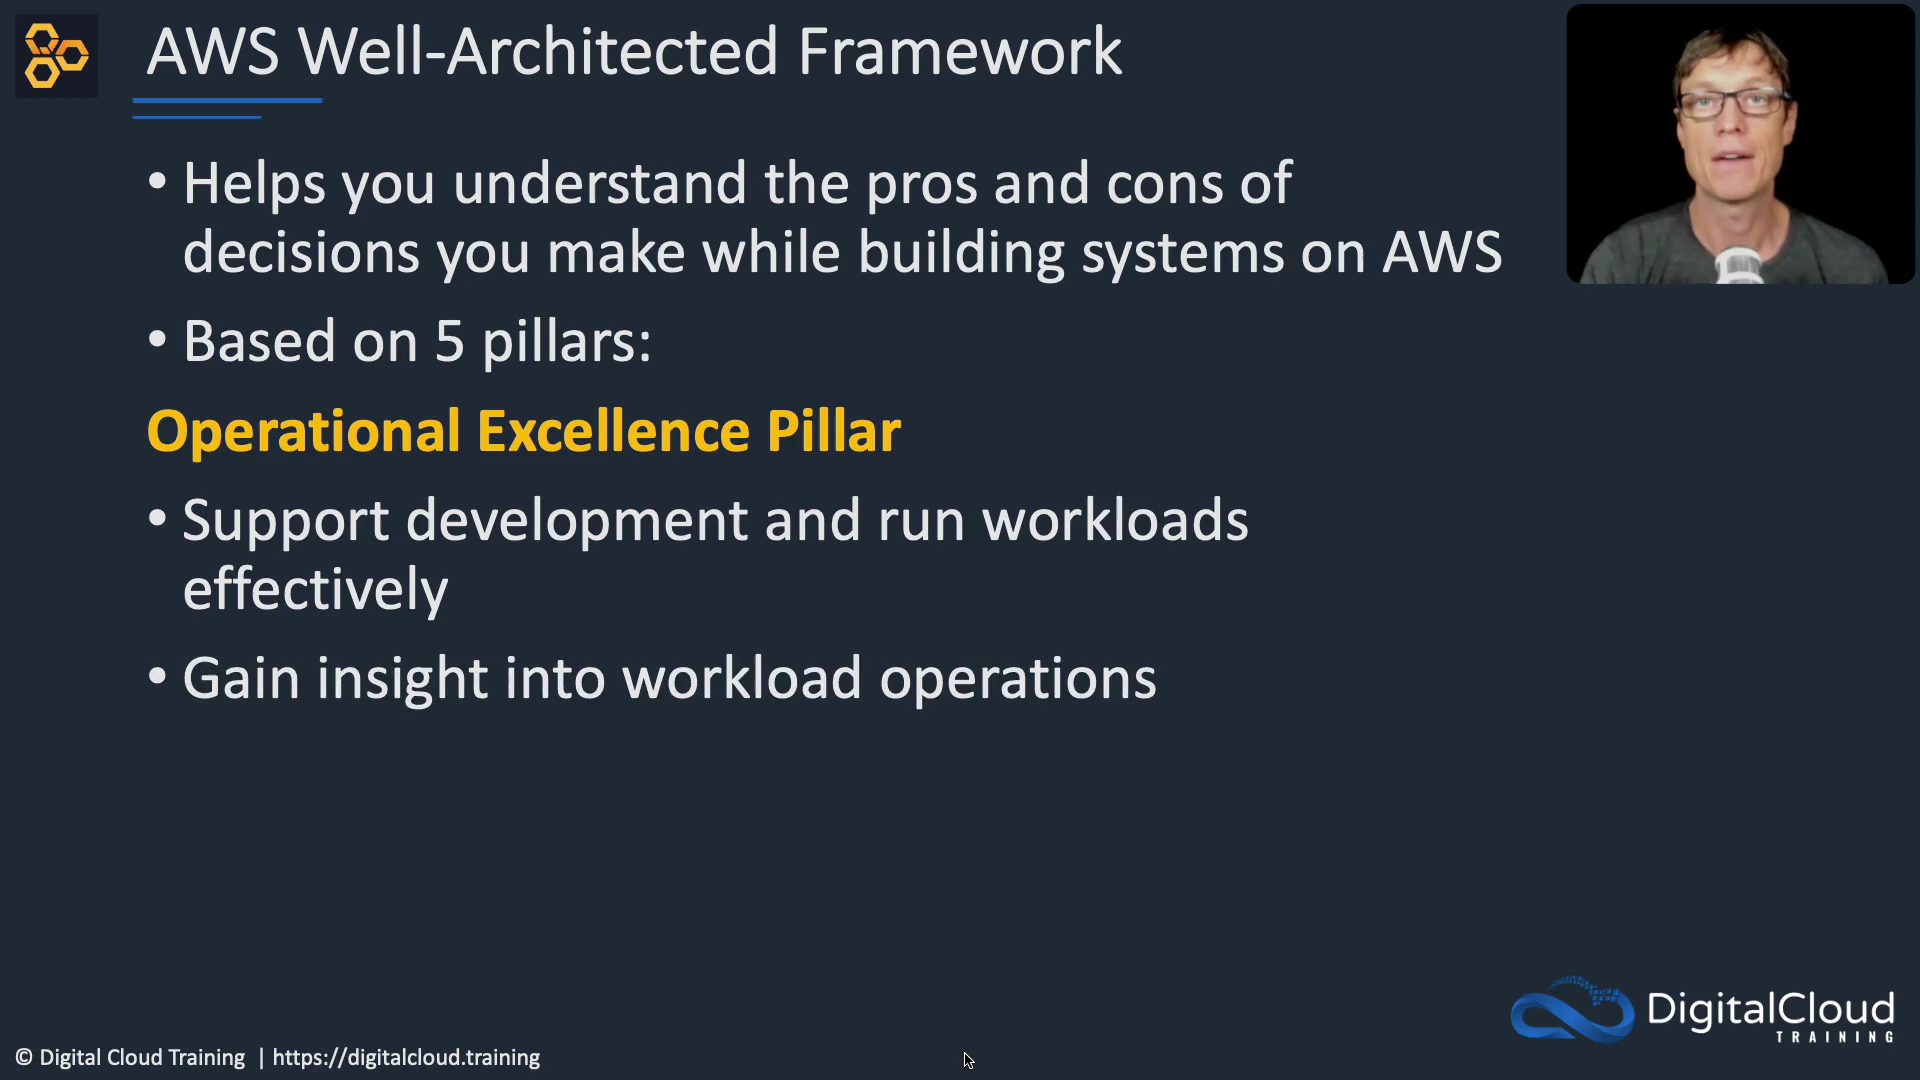 AWS Well-Architected Framework
• Helps you understand the pros and cons of
decisions you make while building systems on AWS
• Based on 5 pillars:
Operational Excellence Pillar
• Support development and run workloads
effectively
• Gain insight into workload operations
DigitalCloud
TRAINING
© Digital Cloud Training | https://digitalcloud.training